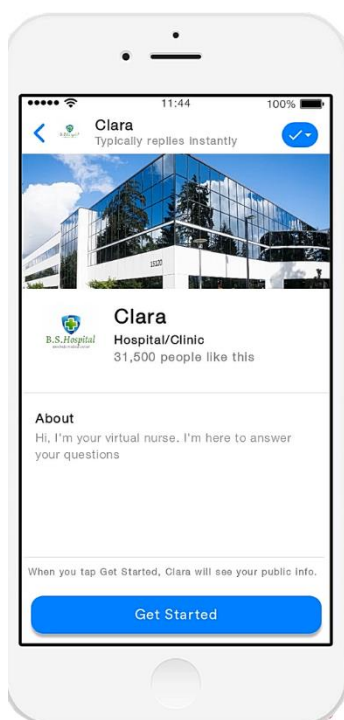 11:44
100%
Clara
Typically replies Instantly
15120
Clara
B.S.Hospital
Hospital/Clinic
31,500 people like this
About
Hi, I'm your virtual nurse. I'm here to answer
your questions
When you tap Get Started, Clara will see your public info.
Get Started